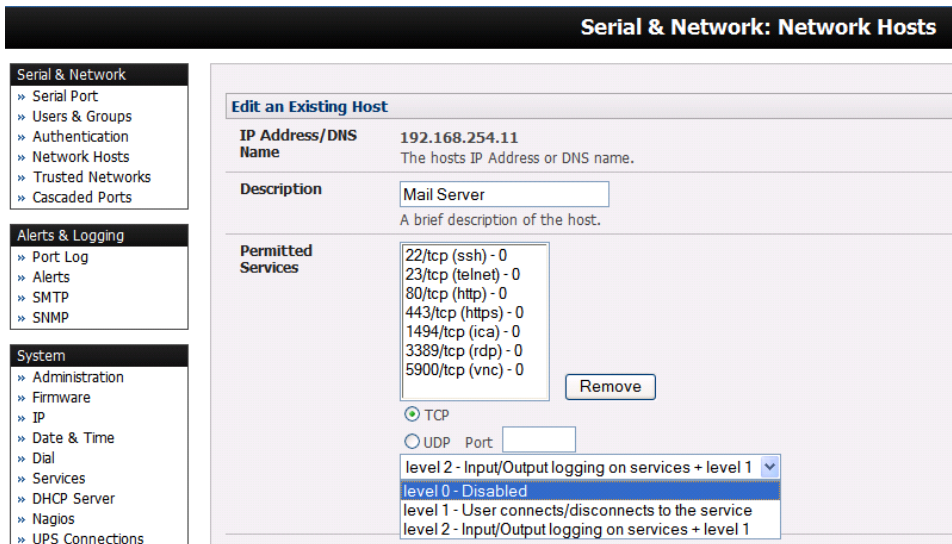 Serial & Network: Network Hosts
Serial & Network
» Serial Port
» Users & Groups
» Authentication
» Network Hosts
» Trusted Networks
» Cascaded Ports
Alerts & Logging
» Port Log
» Alerts
» SMTP
» SNMP
System
» Administration
» Firmware
» IP
» Date & Time
» Dial
» Services
» DHCP Server
» Nagios
» UPS Connections
Edit an Existing Host
IP Address/DNS Name
192.168.254.11
The hosts IP Address or DNS name.
Description
Mail Server
A brief description of the host.
Permitted Services
22/tcp (ssh) - 0
23/tcp (telnet) - 0
80/tcp (http) - 0
443/tcp (https) - 0
1494/tcp (ica) - 0
3389/tcp (rdp) - 0
5900/tcp (vnc) - 0
Remove
TCP
UDP Port
level 2 - Input/Output logging on services + level 1
level 0 - Disabled
level 1 - User connects/disconnects to the service
level 2 - Input/Output logging on services + level 1